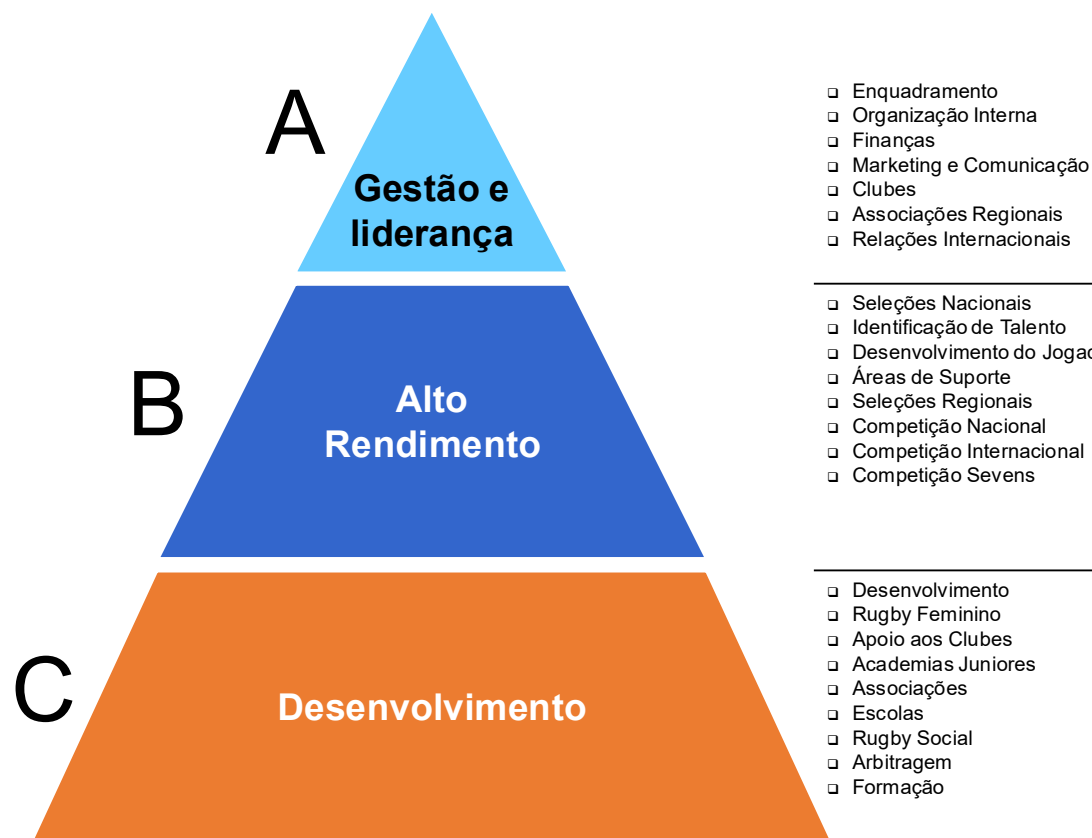 A
Gestão e
liderança
❑ Enquadramento
❑ Organização Interna
❑ Finanças
❑ Marketing e Comunicação
❑ Clubes
❑ Associações Regionais
❑ Relações Internacionais
B
Alto
Rendimento
❑ Seleções Nacionais
❑ Identificação de Talento
❑ Desenvolvimento do
❑ Áreas de Suporte
❑ Seleções Regionais
❑ Competição Nacional
❑ Competição Internacional
❑ Competição Sevens
C
Desenvolvimento
❑ Desenvolvimento
❑ Rugby Feminino
❑ Apoio aos Clubes
❑ Academias Juniores
❑ Associações
❑ Escolas
❑ Rugby Social
❑ Arbitragem
❑ Formação